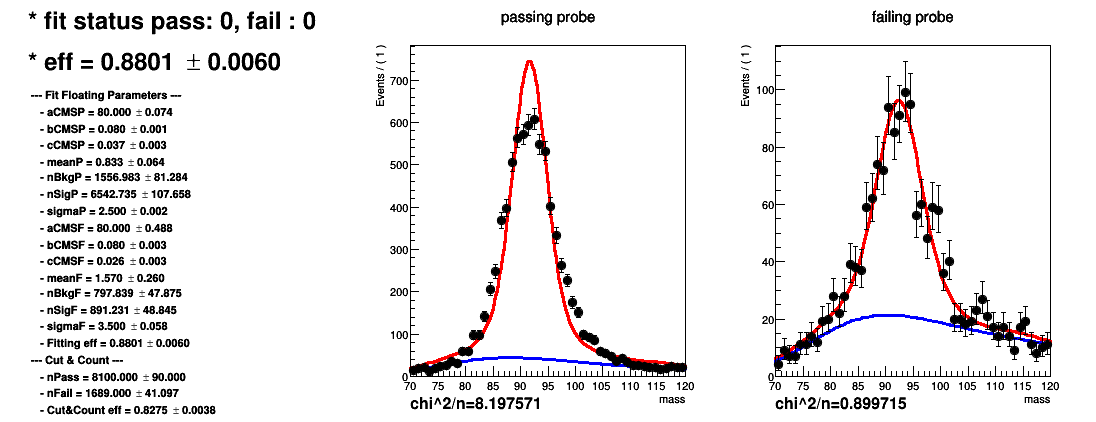 * fit status pass: 0, fail : 0
* eff = 0.8801 ± 0.0060
--- Fit Floating Parameters ---
- aCMSP = 80.000 ± 0.074
- bCMSP = 0.080 ± 0.001
- cCMSP = 0.037 ± 0.003
- meanP = 0.833 ± 0.064
- nBkgP = 1556.983 ± 81.284
- nSigP = 6542.735 ± 107.658
- sigmaP = 2.500 ± 0.002
- aCMSF = 80.000 ± 0.488
- bCMSF = 0.080 ± 0.003
- cCMSF = 0.026 ± 0.003
- meanF = 1.570 ± 0.260
- nBkgF = 797.839 ± 47.875
- nSigF = 891.231 ± 48.845
- sigmaF = 3.500 ± 0.058
- Fitting eff = 0.8801 ± 0.0060
--- Cut & Count ---
- nPass = 8100.000 ± 90.000
- nFail = 1689.000 ± 41.097
- Cut&Count eff = 0.8275 ± 0.0038
passing probe
Events / ( 1 )
700
600
500
400
300
200
100
0
70 75 80 85 90 95 100 105 110 115 120
mass
chi^2/n=8.197571
failing probe
Events / ( 1 )
100
80
60
40
20
0
70 75 80 85 90 95 100 105 110 115 120
mass
chi^2/n=0.899715